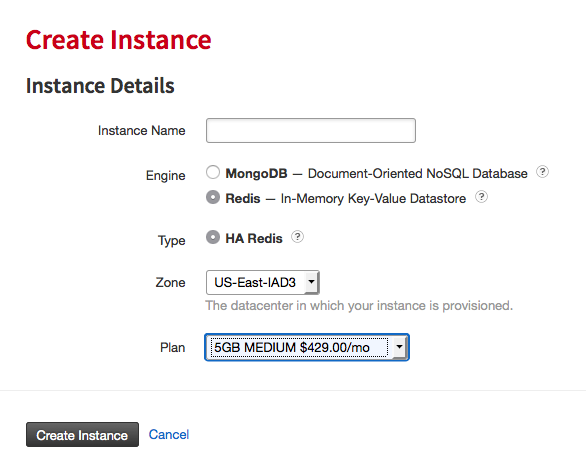 Create Instance
Instance Details
Instance Name
Engine
MongoDB — Document-Oriented NoSQL Database ?
Redis — In-Memory Key-Value Datastore ?
Type
HA Redis ?
Zone
US-East-IAD3
The datacenter in which your instance is provisioned.
Plan
5GB MEDIUM $429.00/mo
Create Instance Cancel